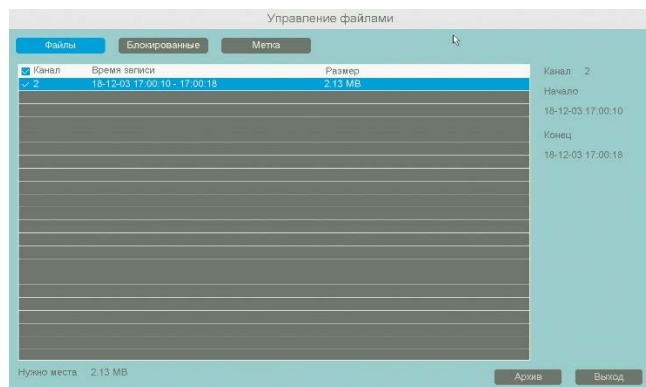 Управление файлами
Файлы Блокированные Метка
Канал Время записи Размер
2 18-12-03 17:00:10 - 17:00:18 2.13 MB
Канал 2
Начало
18-12-03 17:00:10
Конец
18-12-03 17:00:18
Нужно места 2.13 MB
Архив Выход